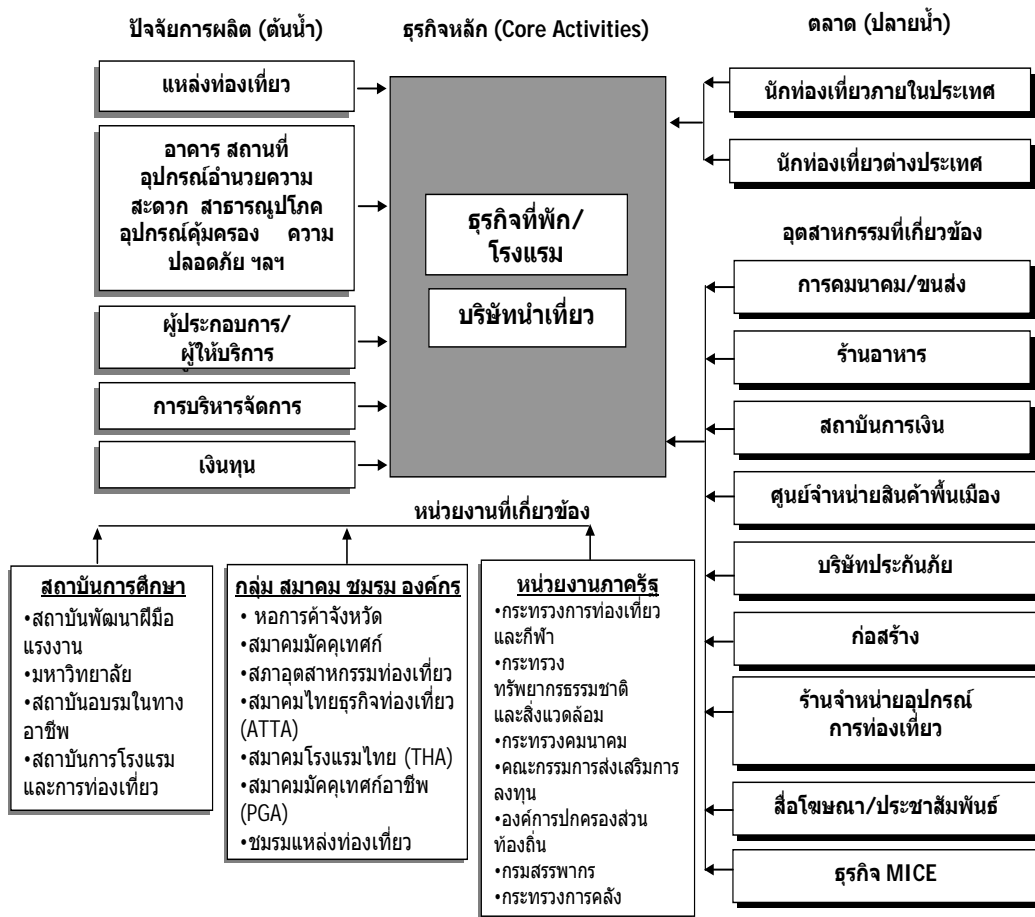 ปัจจัยการผลิต (ต้นน้ำ)
ธุรกิจหลัก (Core Activities)
ตลาด (ปลายน้ำ)
แหล่งท่องเที่ยว
อาคาร สถานที่
อุปกรณ์อำนวยความ
สะดวก สาธารณูปโภค
อุปกรณ์คุ้มครอง ความ
ปลอดภัย ฯลฯ
ผู้ประกอบการ/
ผู้ให้บริการ
การบริหารจัดการ
เงินทุน
ธุรกิจที่พัก/
โรงแรม
บริษัทนำเที่ยว
นักท่องเที่ยวภายในประเทศ
นักท่องเที่ยวต่างประเทศ
อุตสาหกรรมที่เกี่ยวข้อง
การคมนาคม/ขนส่ง
ร้านอาหาร
สถาบันการเงิน
ศูนย์จำหน่ายสินค้าพื้นเมือง
บริษัทประกันภัย
ก่อสร้าง
ร้านจำหน่ายอุปกรณ์
การท่องเที่ยว
สื่อโฆษณา/ประชาสัมพันธ์
ธุรกิจ MICE
หน่วยงานที่เกี่ยวข้อง
สถาบันการศึกษา
•สถาบันพัฒนาฝีมือ
แรงงาน
•มหาวิทยาลัย
•สถาบันอบรมในทาง
อาชีพ
•สถาบันการโรงแรม
และการท่องเที่ยว
กลุ่ม สมาคม ชมรม องค์กร
• หอการค้าจังหวัด
•สมาคมมัคคุเทศก์
•สภาอุตสาหกรรมท่องเที่ยว
•สมาคมไทยธุรกิจท่องเที่ยว
(ATTA)
•สมาคมโรงแรมไทย (THA)
•สมาคมมัคคุเทศก์อาชีพ
(PGA)
•ชมรมแหล่งท่องเที่ยว
หน่วยงานภาครัฐ
•กระทรวงการท่องเที่ยว
และกีฬา
•กระทรวง
ทรัพยากรธรรมชาติ
และสิ่งแวดล้อม
•กระทรวงคมนาคม
•คณะกรรมการส่งเสริมการ
ลงทุน
•องค์การปกครองส่วน
ท้องถิ่น
•กรมสรรพากร
•กระทรวงการคลัง